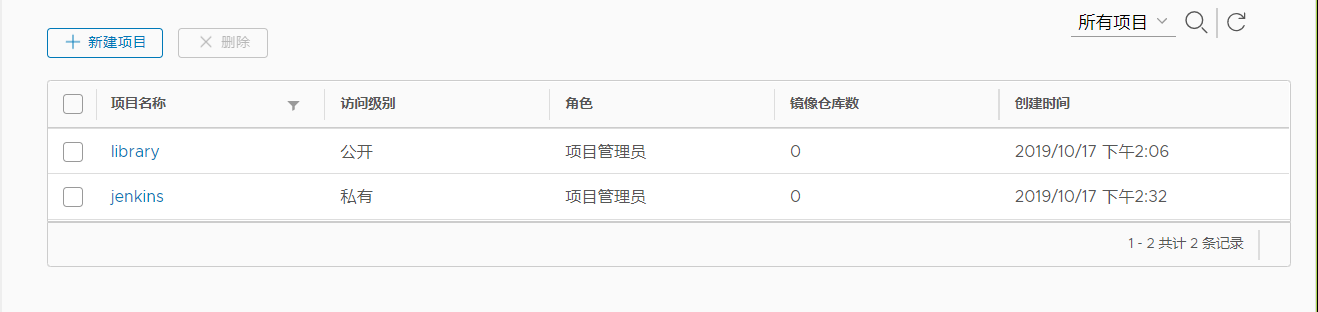 所有项目
新建项目 删除
项目名称 访问级别 角色 镜像仓库数 创建时间
library 公开 项目管理员 0 2019/10/17 下午2:06
jenkins 私有 项目管理员 0 2019/10/17 下午2:32
1 - 2 共计 2 条记录